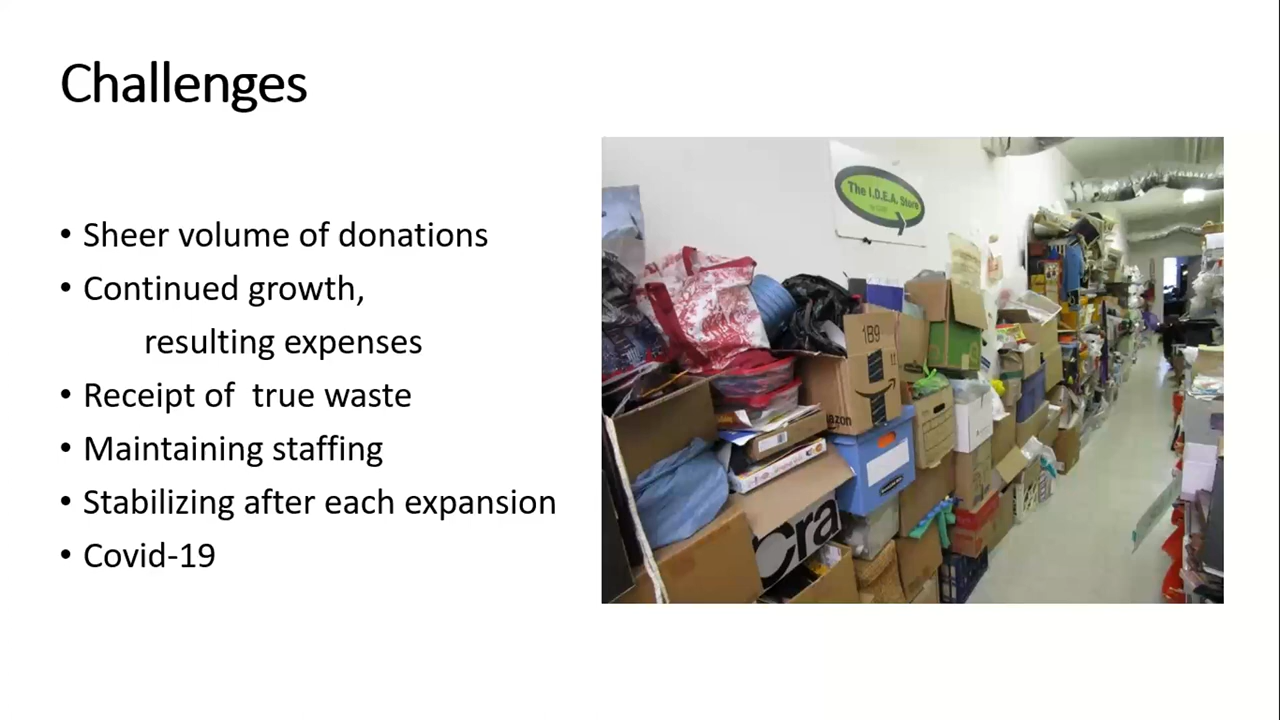 Challenges
• Sheer volume of donations
• Continued growth,
resulting expenses
• Receipt of  true waste
• Maintaining staffing
• Stabilizing after each expansion
• Covid-19
The I.D.E.A. Store
1B9
azon
Cra